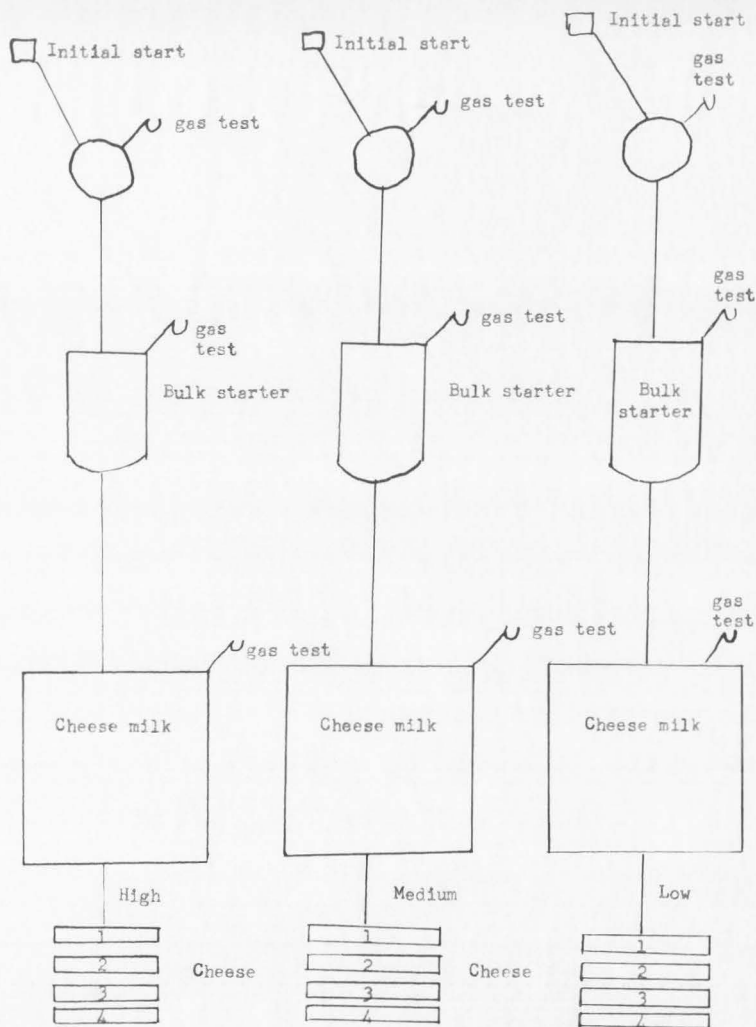 Initial start
Initial start
Initial start
gas test
gas test
gas
test
gas
test
gas test
gas
test
Bulk starter
Bulk starter
Bulk
starter
gas test
gas test
gas
test
Cheese milk
Cheese milk
Cheese milk
High
Medium
Low
1
1
1
2
2
2
Cheese
Cheese
3
3
3
4
4
4